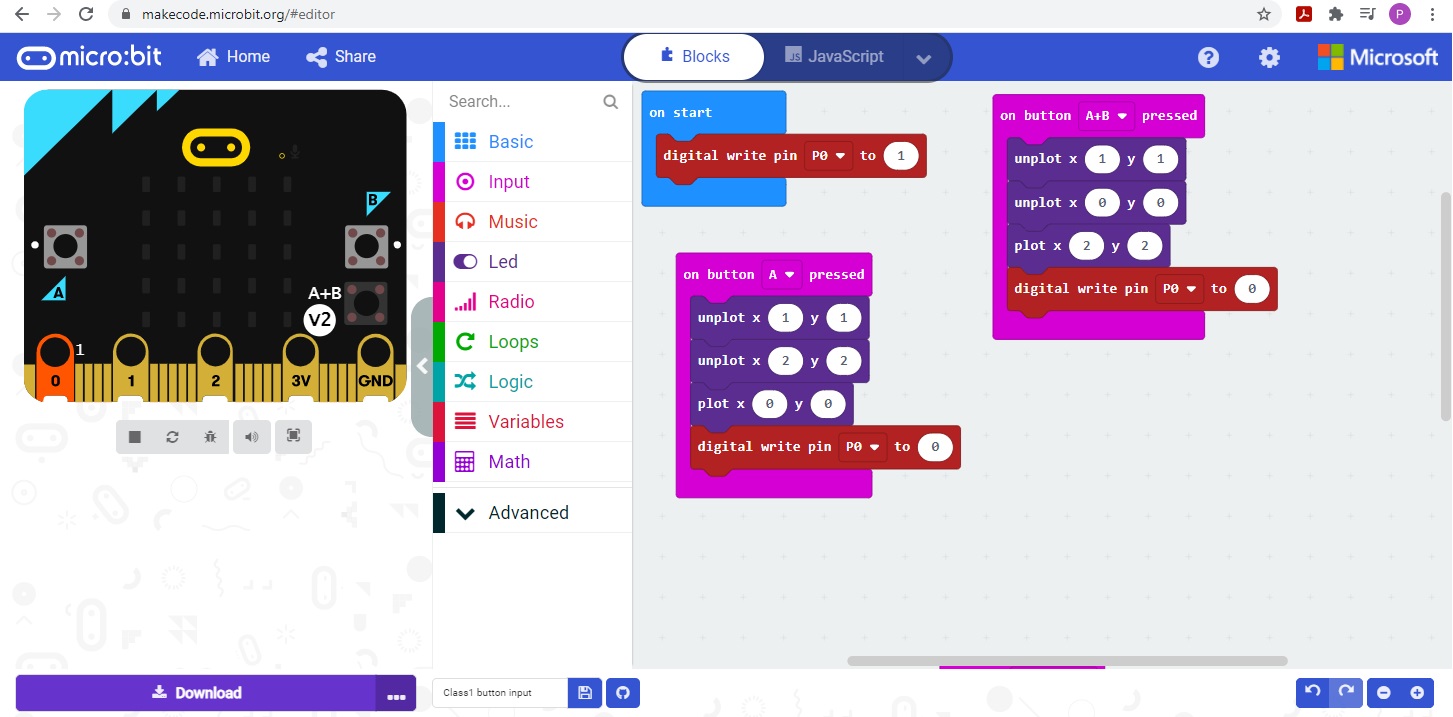 makecode.microbit.org/#editor
P
micro:bit
Home
Share
Blocks
JS JavaScript
?
Microsoft
B
A
A+B
V2
1
0
1
2
3V
GND
Search...
Basic
Input
Music
Led
Radio
Loops
Logic
Variables
Math
Advanced
on start
digital write pin P0 to 1
on button A pressed
unplot x 1 y 1
unplot x 2 y 2
plot x 0 y 0
digital write pin P0 to 0
on button A+B pressed
unplot x 1 y 1
unplot x 0 y 0
plot x 2 y 2
digital write pin P0 to 0
Download
...
Class1 button input